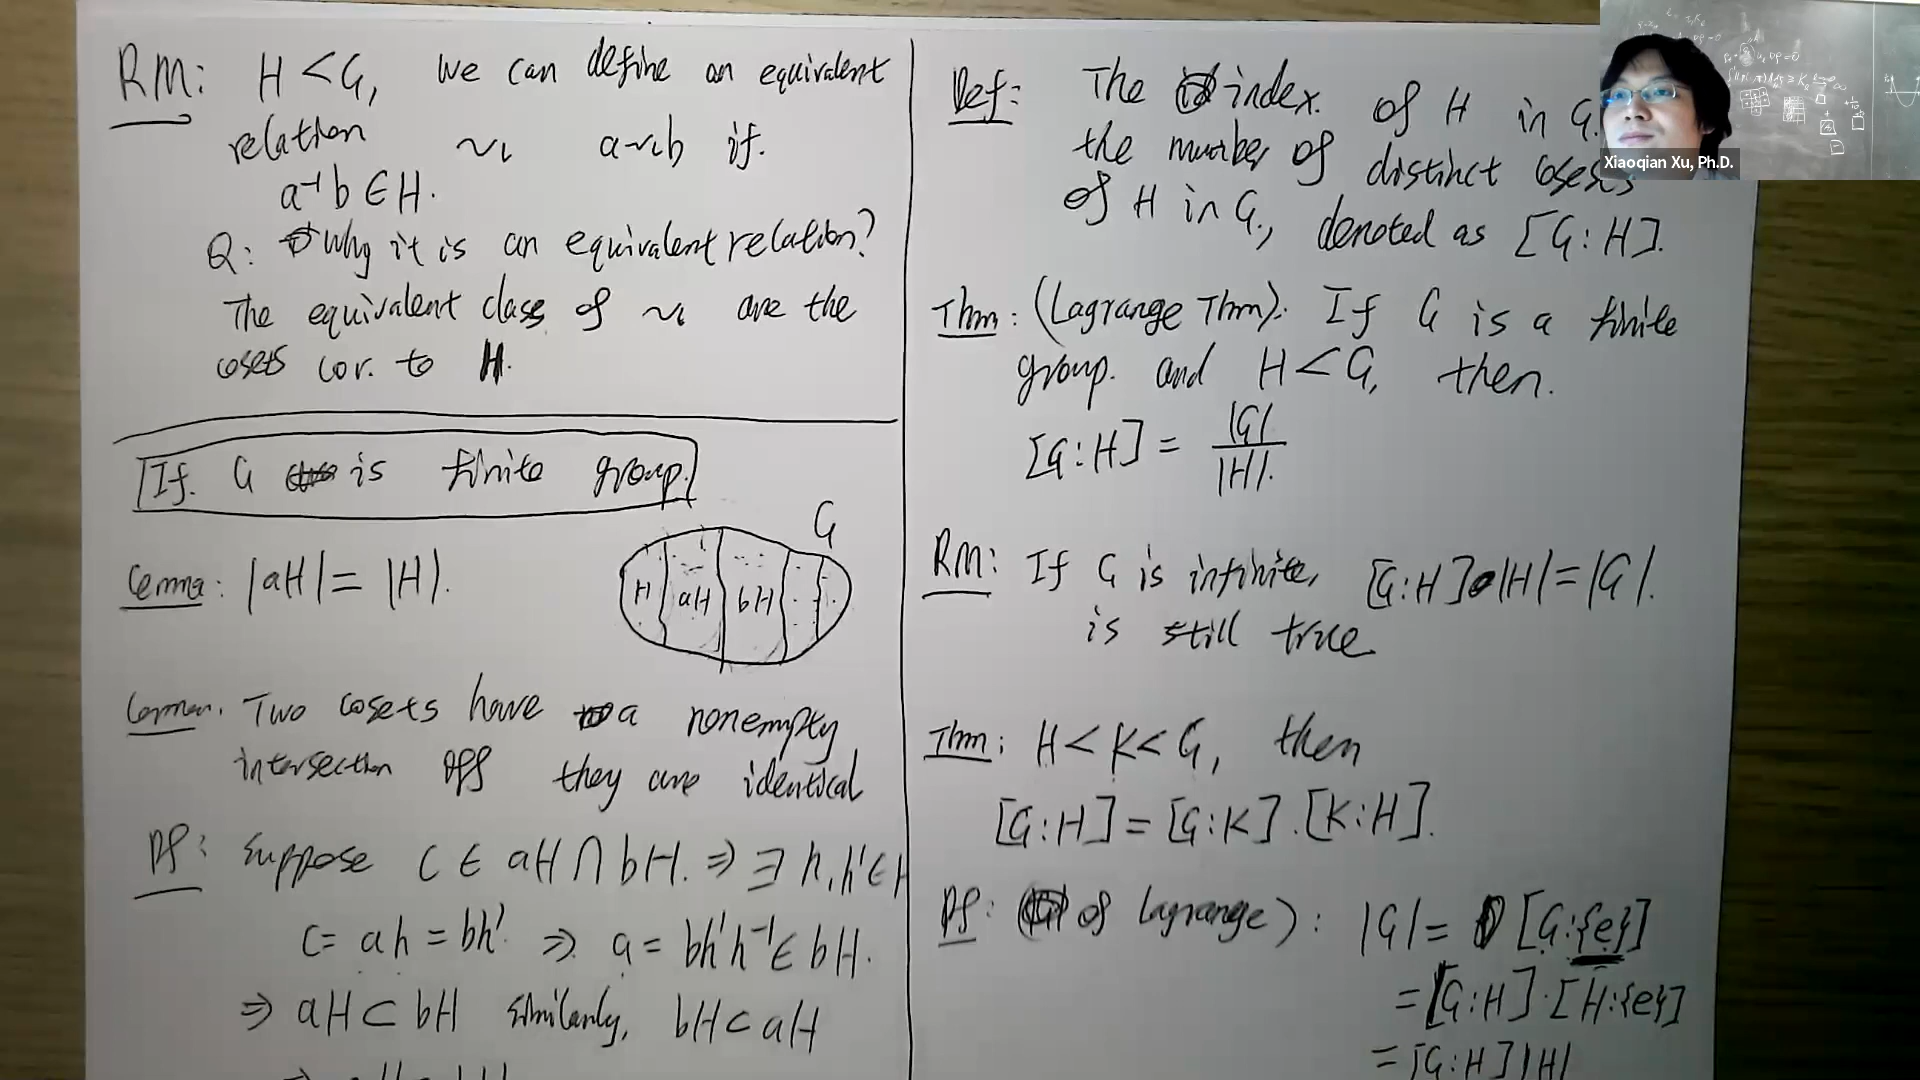 RM: H < G, we can define an equivalent
relation ~ₗ a ~ₗ b if.
a⁻¹b ∈ H.
Q: Why it is an equivalent relation?
The equivalent class of ~ₗ are the
cosets cor. to H.
If. G is finite group.
Lemma: |aH| = |H|.
G
H aH bH
Two cosets have a nonempty
intersection iff they are identical
Pf: Suppose C ∈ aH ∩ bH. ⇒ ∃ h, h' ∈ H
C = ah = bh'. ⇒ a = bh'h⁻¹ ∈ bH.
⇒ aH ⊂ bH similarly, bH ⊂ aH
Def: The index. of H in G.
the number of distinct cosets
of H in G., denoted as [G:H].
Thm: (Lagrange Thm). If G is a finite
group. and H < G, then.
[G:H] = |G| / |H|.
RM: If G is infinite, [G:H]·|H| = |G|.
is still true
Thm: H < K < G, then
[G:H] = [G:K].[K:H].
Pf: (of Lagrange): |G| = [G:{e}]
= [G:H]·[H:{e}]
= [G:H]|H|
Xiaoqian Xu, Ph.D.